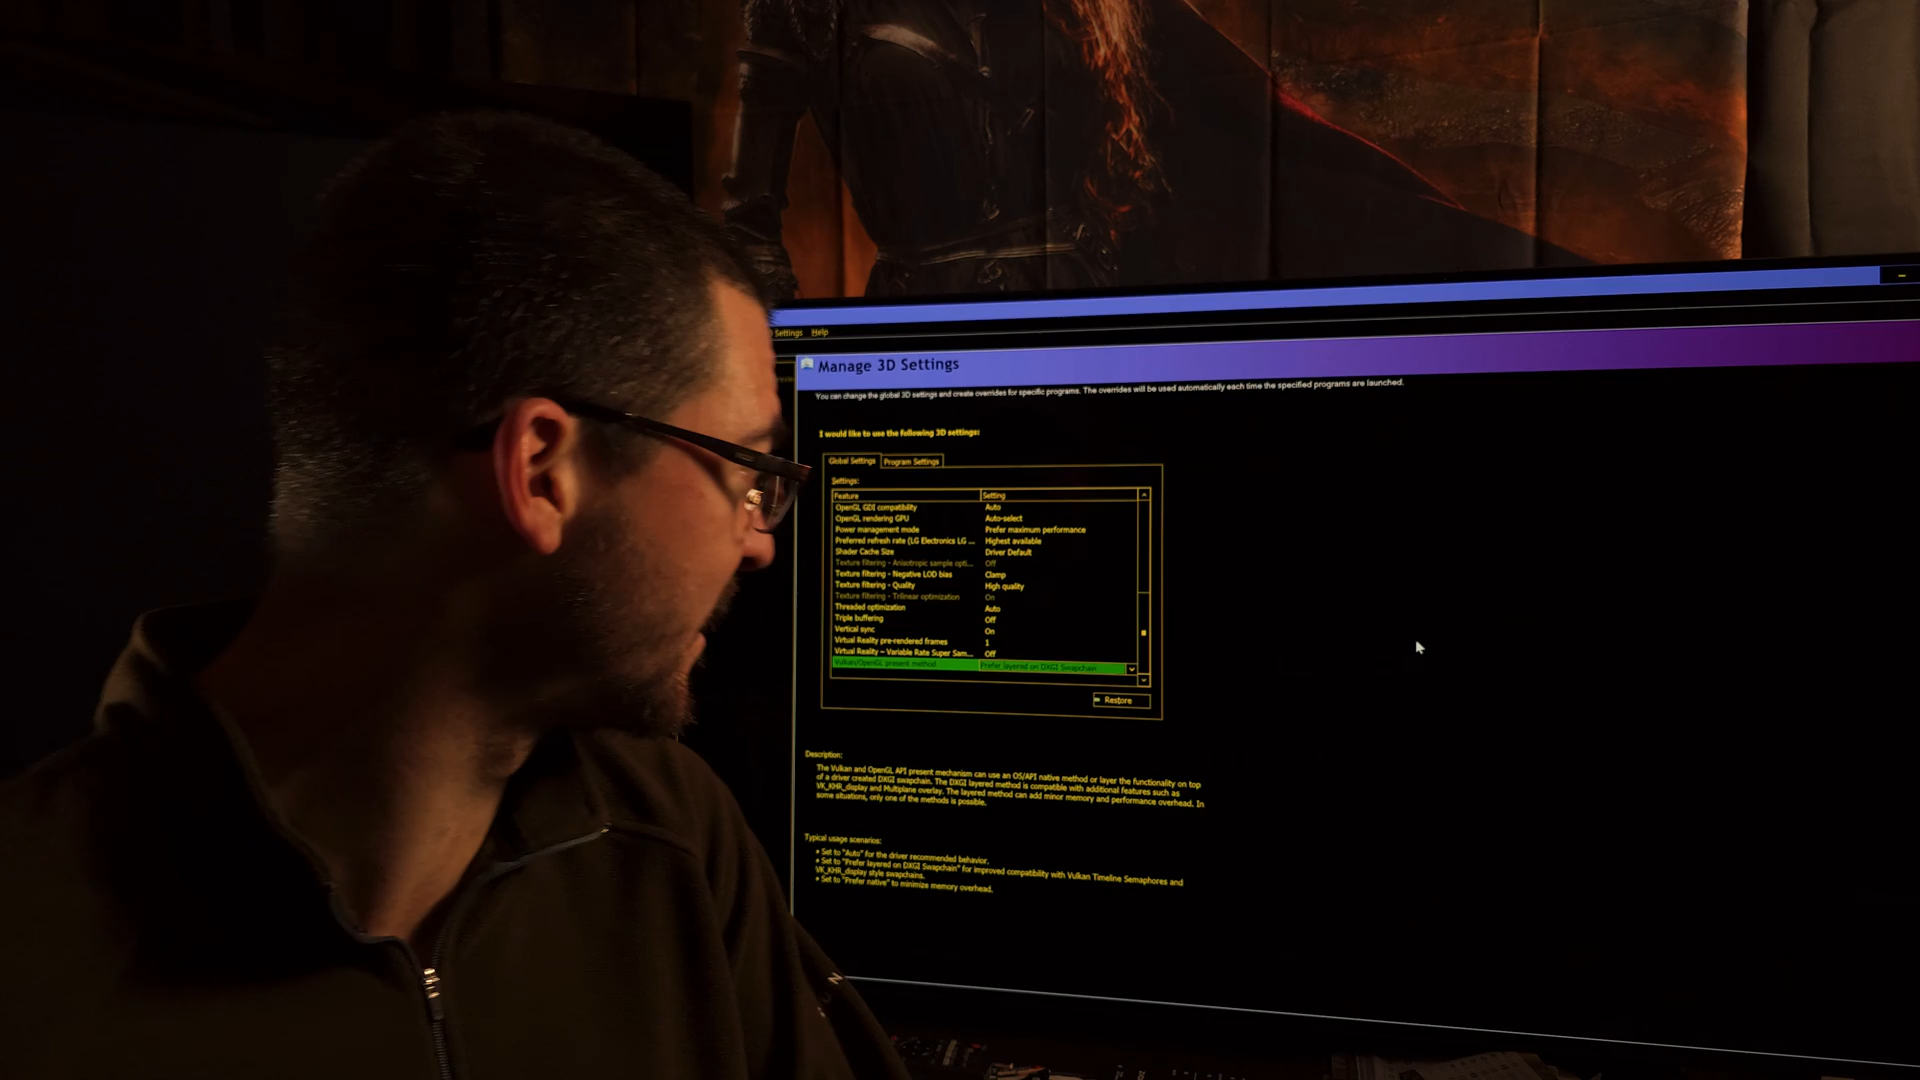 Settings Help
Manage 3D Settings
You can change the global 3D settings and create overrides for specific programs. The overrides will be used automatically each time the specified programs are launched.
I would like to use the following 3D settings:
Global Settings Program Settings
Settings:
Feature Setting
OpenGL GDI compatibility Auto
OpenGL rendering GPU Auto-select
Power management mode Prefer maximum performance
Preferred refresh rate (LG Electronics LG ... Highest available
Shader Cache Size Driver Default
Texture filtering - Anisotropic sample opti... Off
Texture filtering - Negative LOD bias Clamp
Texture filtering - Quality High quality
Texture filtering - Trilinear optimization On
Threaded optimization Auto
Triple buffering Off
Vertical sync On
Virtual Reality pre-rendered frames 1
Virtual Reality – Variable Rate Super Sam... Off
Vulkan/OpenGL present method Prefer layered on DXGI Swapchain
Restore
Description:
The Vulkan and OpenGL API present mechanism can use an OS/API native method or layer the functionality on top
of a driver created DXGI swapchain. The DXGI layered method is compatible with additional features such as
VK_KHR_display and Multiplane overlay. The layered method can add minor memory and performance overhead. In
some situations, only one of the methods is possible.
Typical usage scenarios:
• Set to "Auto" for the driver recommended behavior.
• Set to "Prefer layered on DXGI Swapchain" for improved compatibility with Vulkan Timeline Semaphores and
VK_KHR_display style swapchains.
• Set to "Prefer native" to minimize memory overhead.